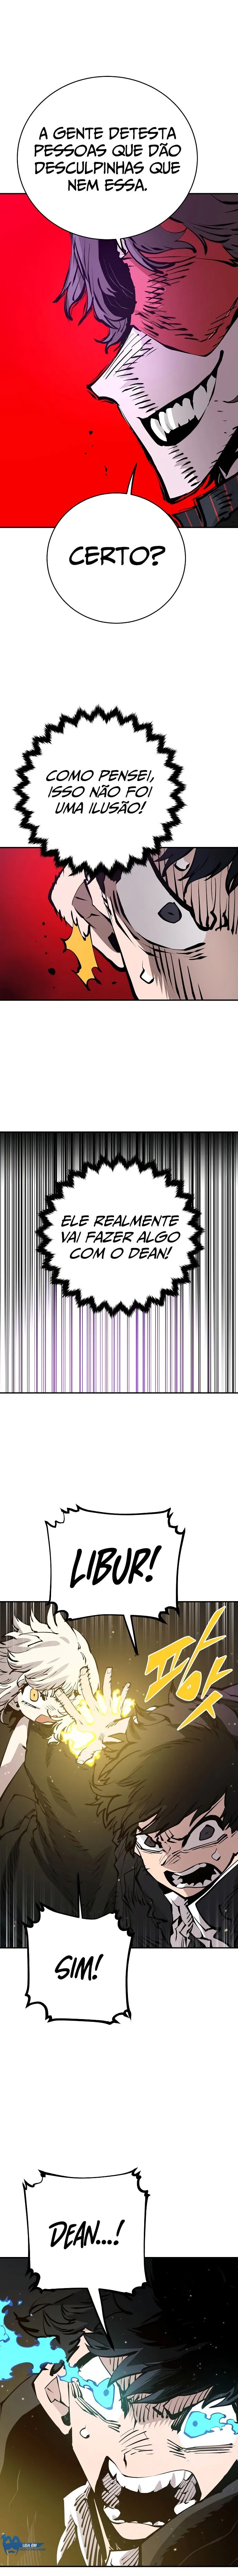 A GENTE DETESTA
PESSOAS QUE DÃO
DESCULPINHAS QUE
NEM ESSA.
CERTO?
COMO PENSEI,
ISSO NÃO FOI
UMA ILUSÃO!
ELE REALMENTE
VAI FAZER ALGO
COM O DEAN!
LIBUR!
파앗
SIM!
DEAN...!